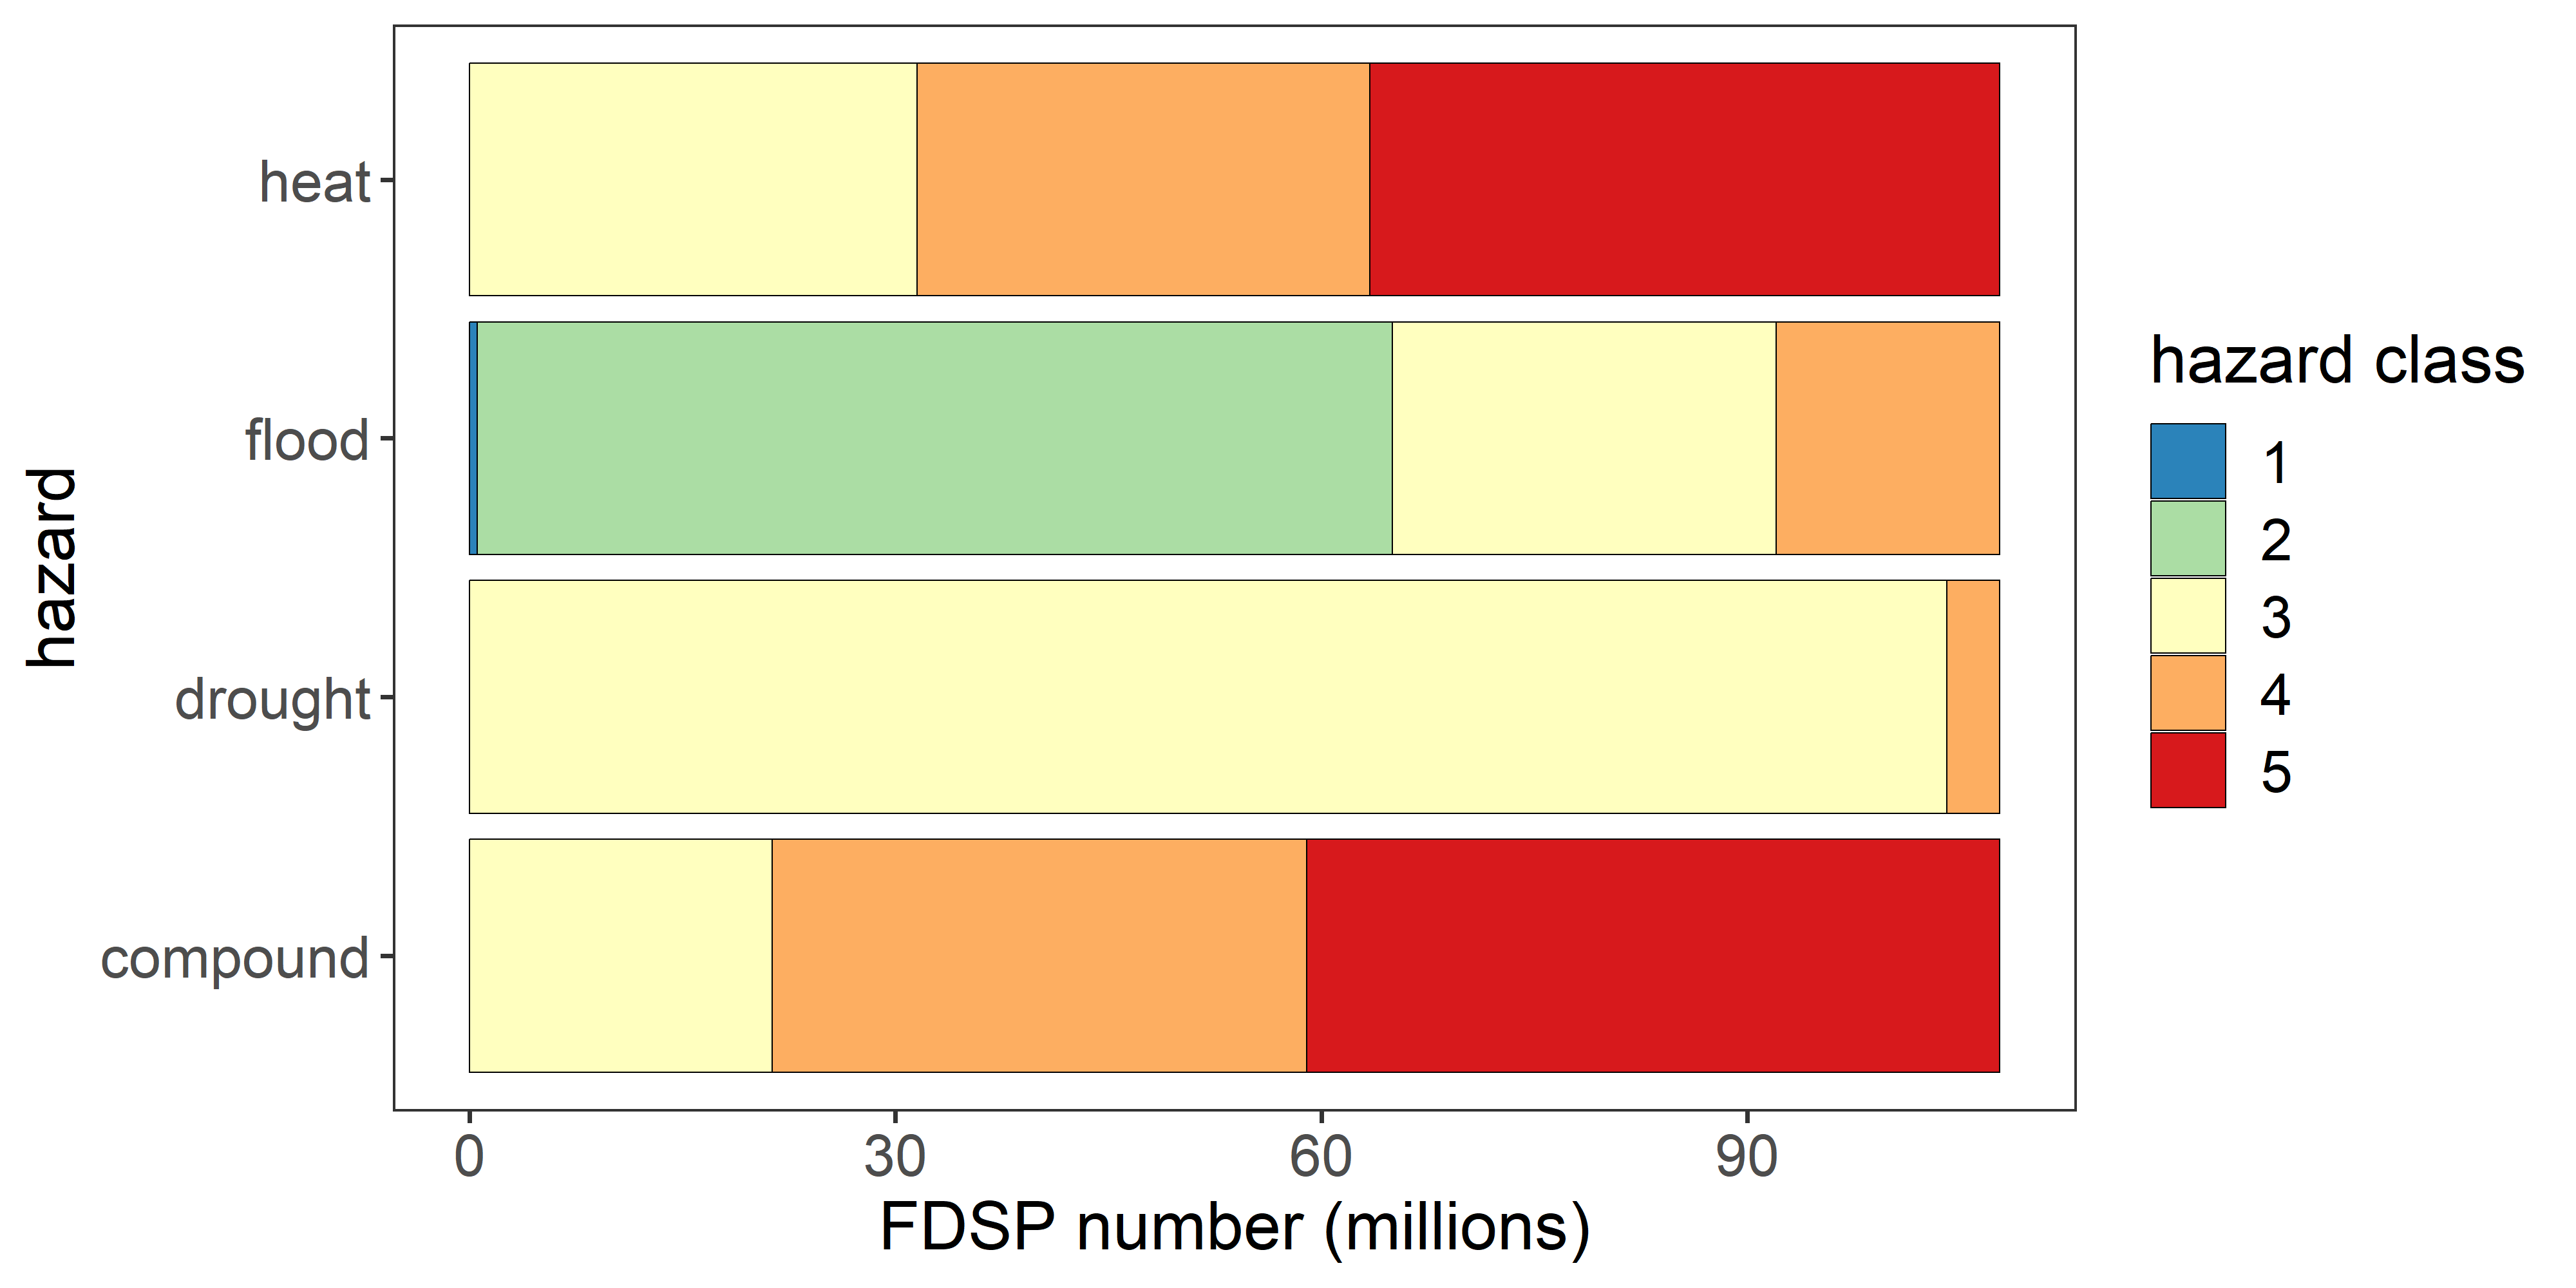 heat
flood
drought
compound
hazard
0 30 60 90
FDSP number (millions)
hazard class
1
2
3
4
5